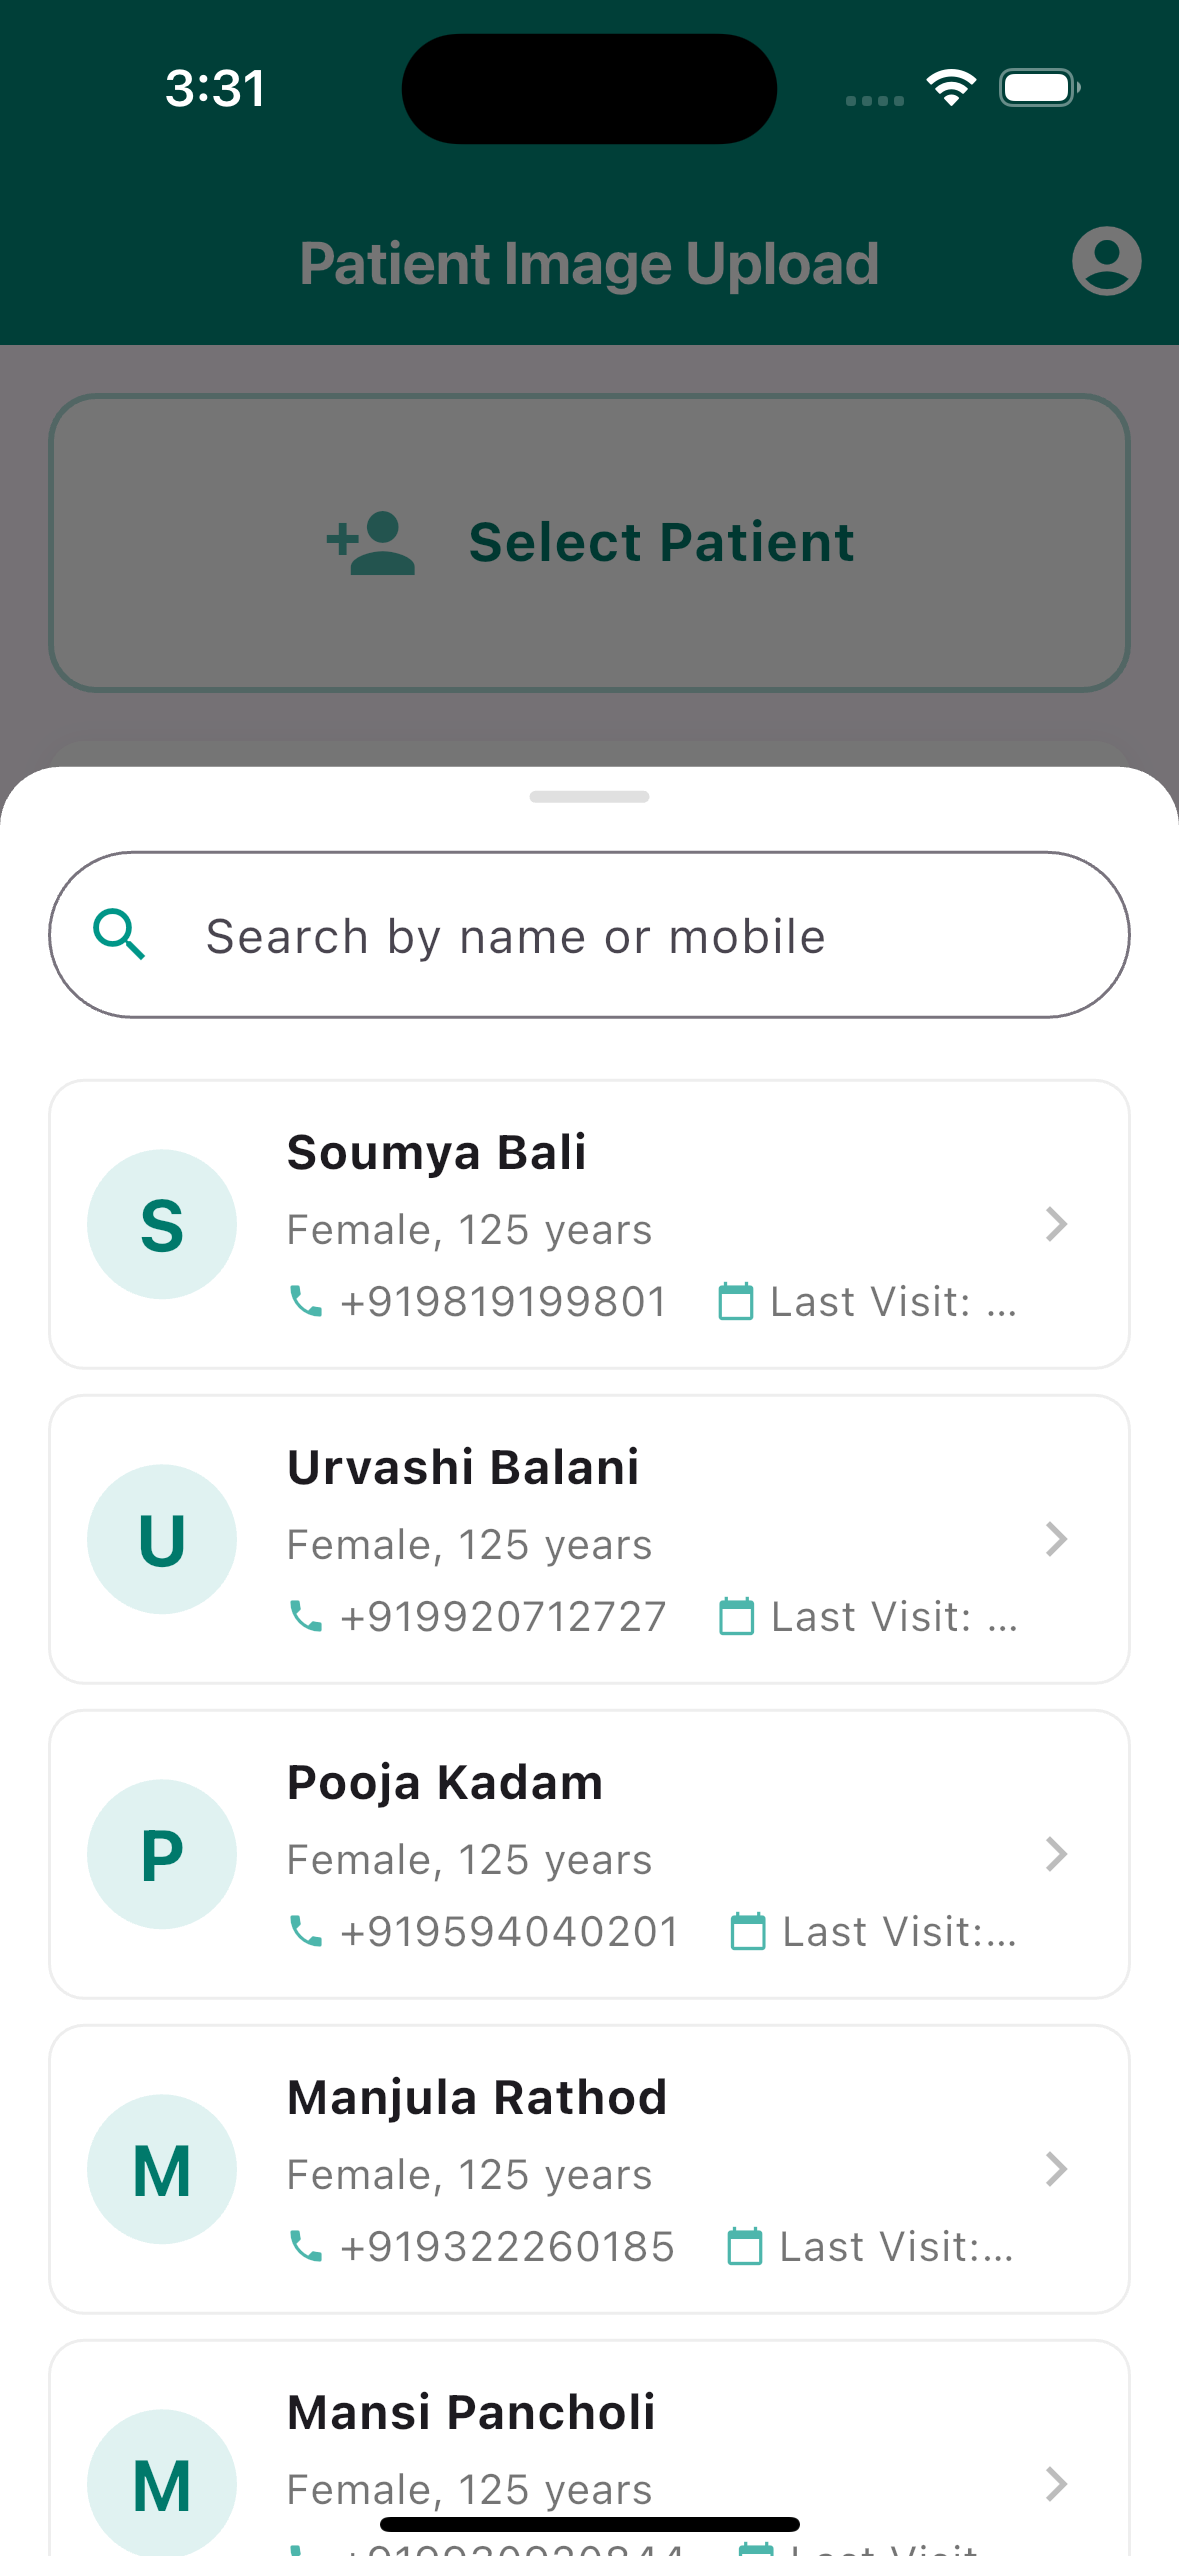 3:31
Patient Image Upload
Select Patient
Search by name or mobile
S
Soumya Bali
Female, 125 years
+919819199801 Last Visit: ...
U
Urvashi Balani
Female, 125 years
+919920712727 Last Visit: ...
P
Pooja Kadam
Female, 125 years
+919594040201 Last Visit:...
M
Manjula Rathod
Female, 125 years
+919322260185 Last Visit:...
M
Mansi Pancholi
Female, 125 years
Last Visit